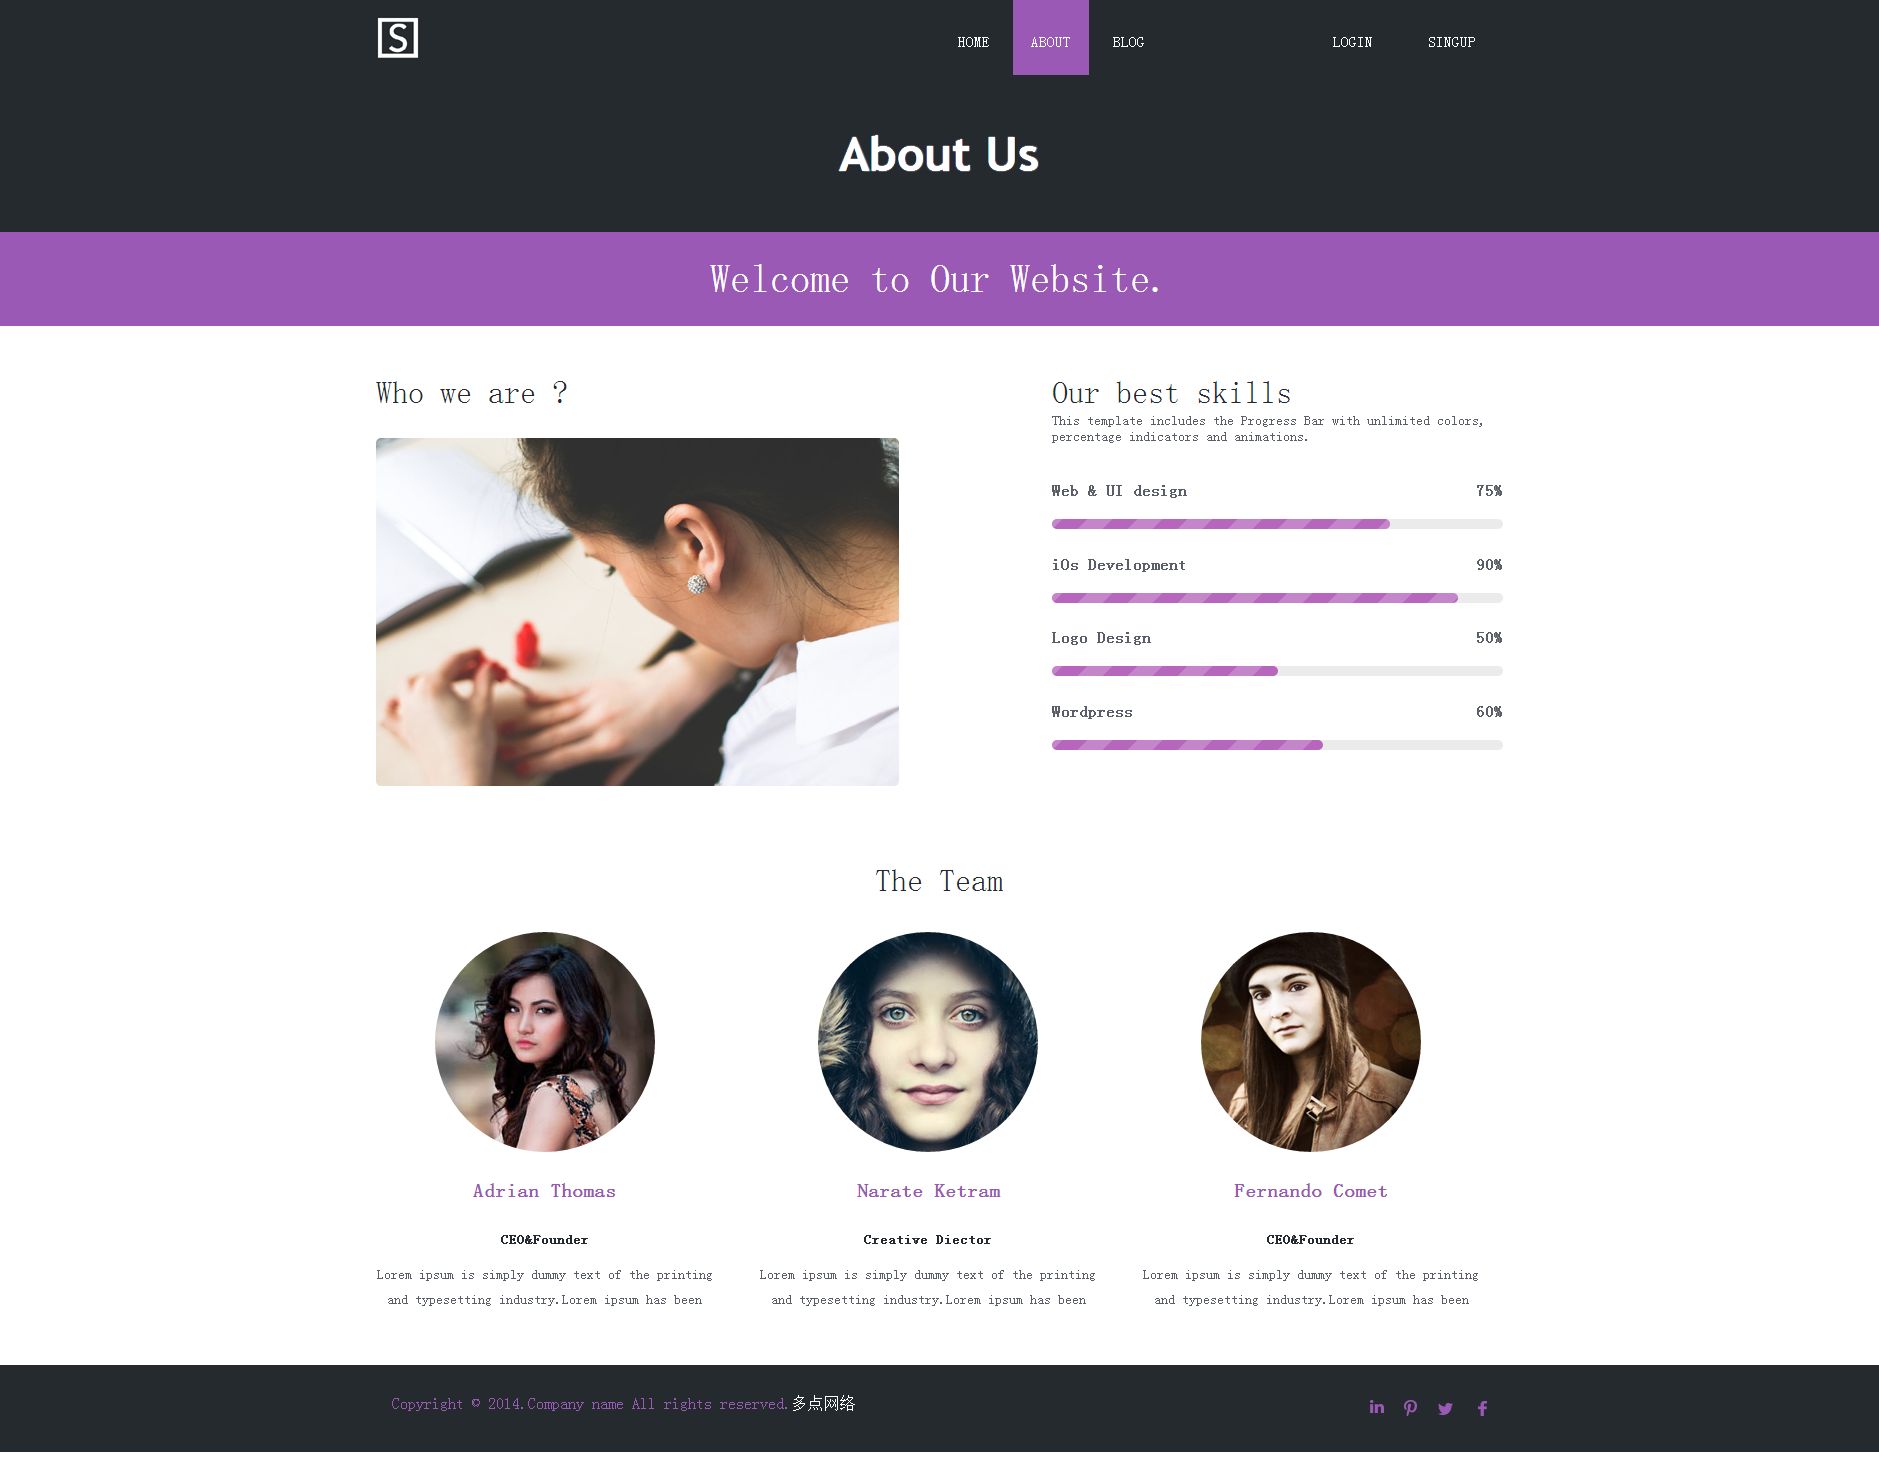 S
HOME ABOUT BLOG LOGIN SINGUP
About Us
Welcome to Our Website.
Who we are ?
Our best skills
This template includes the Progress Bar with unlimited colors,
percentage indicators and animations.
Web & UI design 75%
iOs Development 90%
Logo Design 50%
Wordpress 60%
The Team
Adrian Thomas
CEO&Founder
Lorem ipsum is simply dummy text of the printing
and typesetting industry.Lorem ipsum has been
Narate Ketram
Creative Diector
Lorem ipsum is simply dummy text of the printing
and typesetting industry.Lorem ipsum has been
Fernando Comet
CEO&Founder
Lorem ipsum is simply dummy text of the printing
and typesetting industry.Lorem ipsum has been
Copyright © 2014.Company name All rights reserved.多点网络